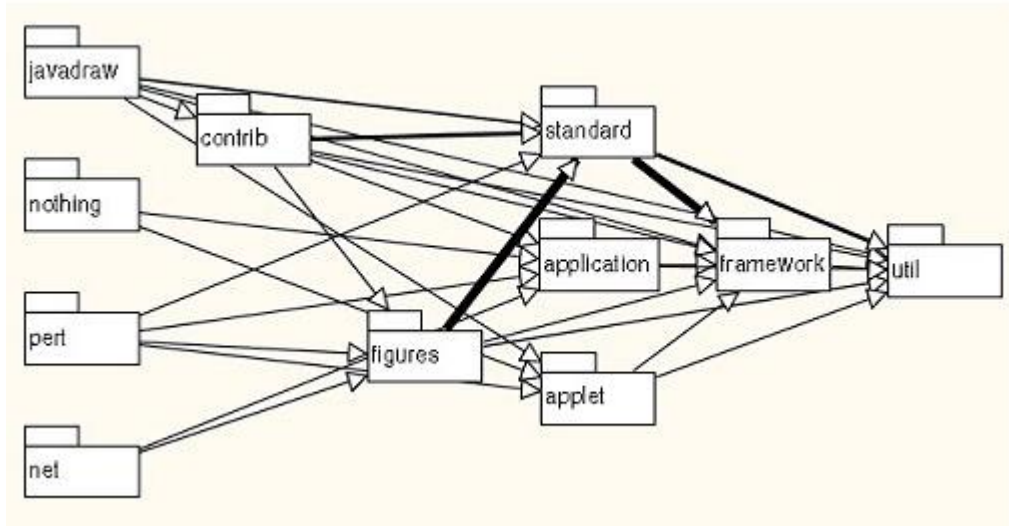 javadraw
contrib
standard
nothing
application
framework
util
pert
figures
applet
net